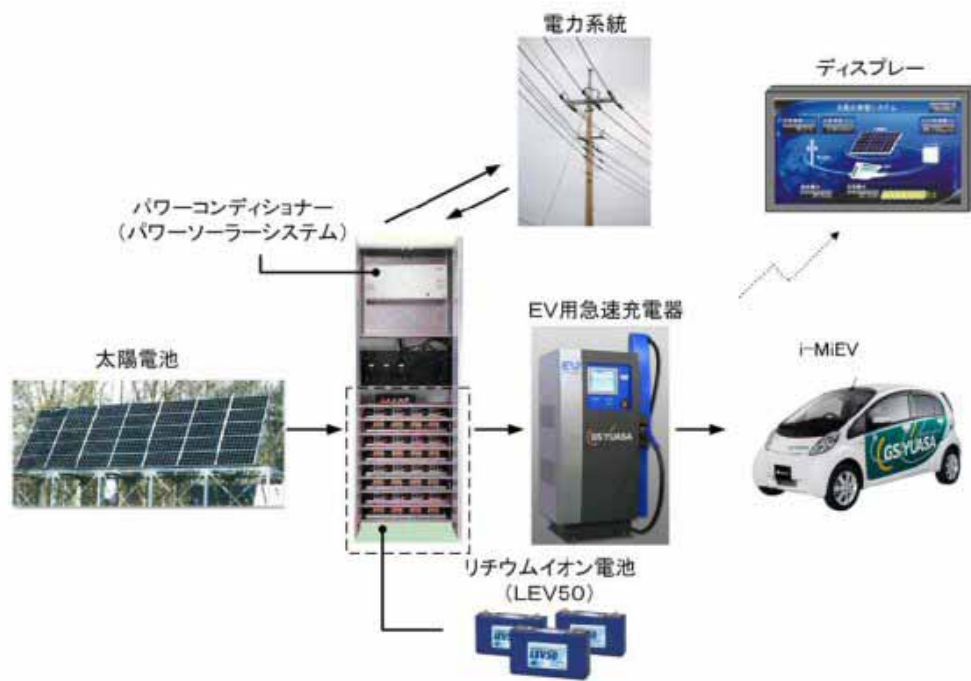 電力系統
ディスプレー
パワーコンディショナー
（パワーソーラーシステム）
EV用急速充電器
i-MiEV
太陽電池
EV
GS YUASA
GS YUASA
リチウムイオン電池
（LEV50）
LEV50
LEV50